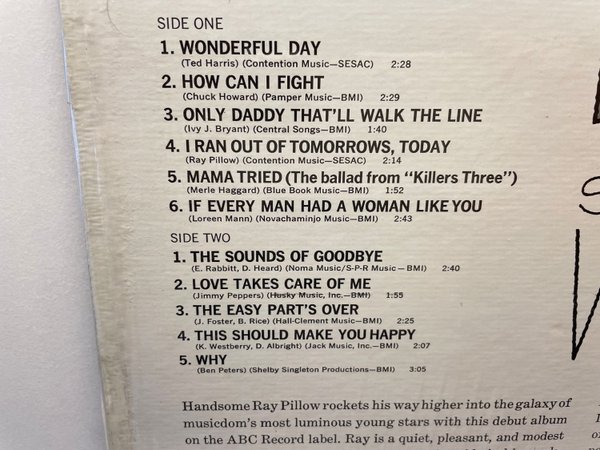 SIDE ONE
1. WONDERFUL DAY
(Ted Harris) (Contention Music—SESAC) 2:28
2. HOW CAN I FIGHT
(Chuck Howard) (Pamper Music—BMI) 2:29
3. ONLY DADDY THAT'LL WALK THE LINE
(Ivy J. Bryant) (Central Songs—BMI) 1:40
4. I RAN OUT OF TOMORROWS, TODAY
(Ray Pillow) (Contention Music—SESAC) 2:14
5. MAMA TRIED (The ballad from "Killers Three")
(Merle Haggard) (Blue Book Music—BMI) 1:52
6. IF EVERY MAN HAD A WOMAN LIKE YOU
(Loreen Mann) (Novachaminjo Music—BMI) 2:43
SIDE TWO
1. THE SOUNDS OF GOODBYE
(E. Rabbitt, D. Heard) (Noma Music/S-P-R Music—BMI) 2:40
2. LOVE TAKES CARE OF ME
(Jimmy Peppers) (Husky Music, Inc.—BMI) 1:55
3. THE EASY PART'S OVER
(J. Foster, B. Rice) (Hall-Clement Music—BMI) 2:25
4. THIS SHOULD MAKE YOU HAPPY
(K. Westberry, D. Albright) (Jack Music, Inc.—BMI) 2:07
5. WHY
(Ben Peters) (Shelby Singleton Productions—BMI) 3:05
Handsome Ray Pillow rockets his way higher into the galaxy of
musicdom's most luminous young stars with this debut album
on the ABC Record label. Ray is a quiet, pleasant, and modest